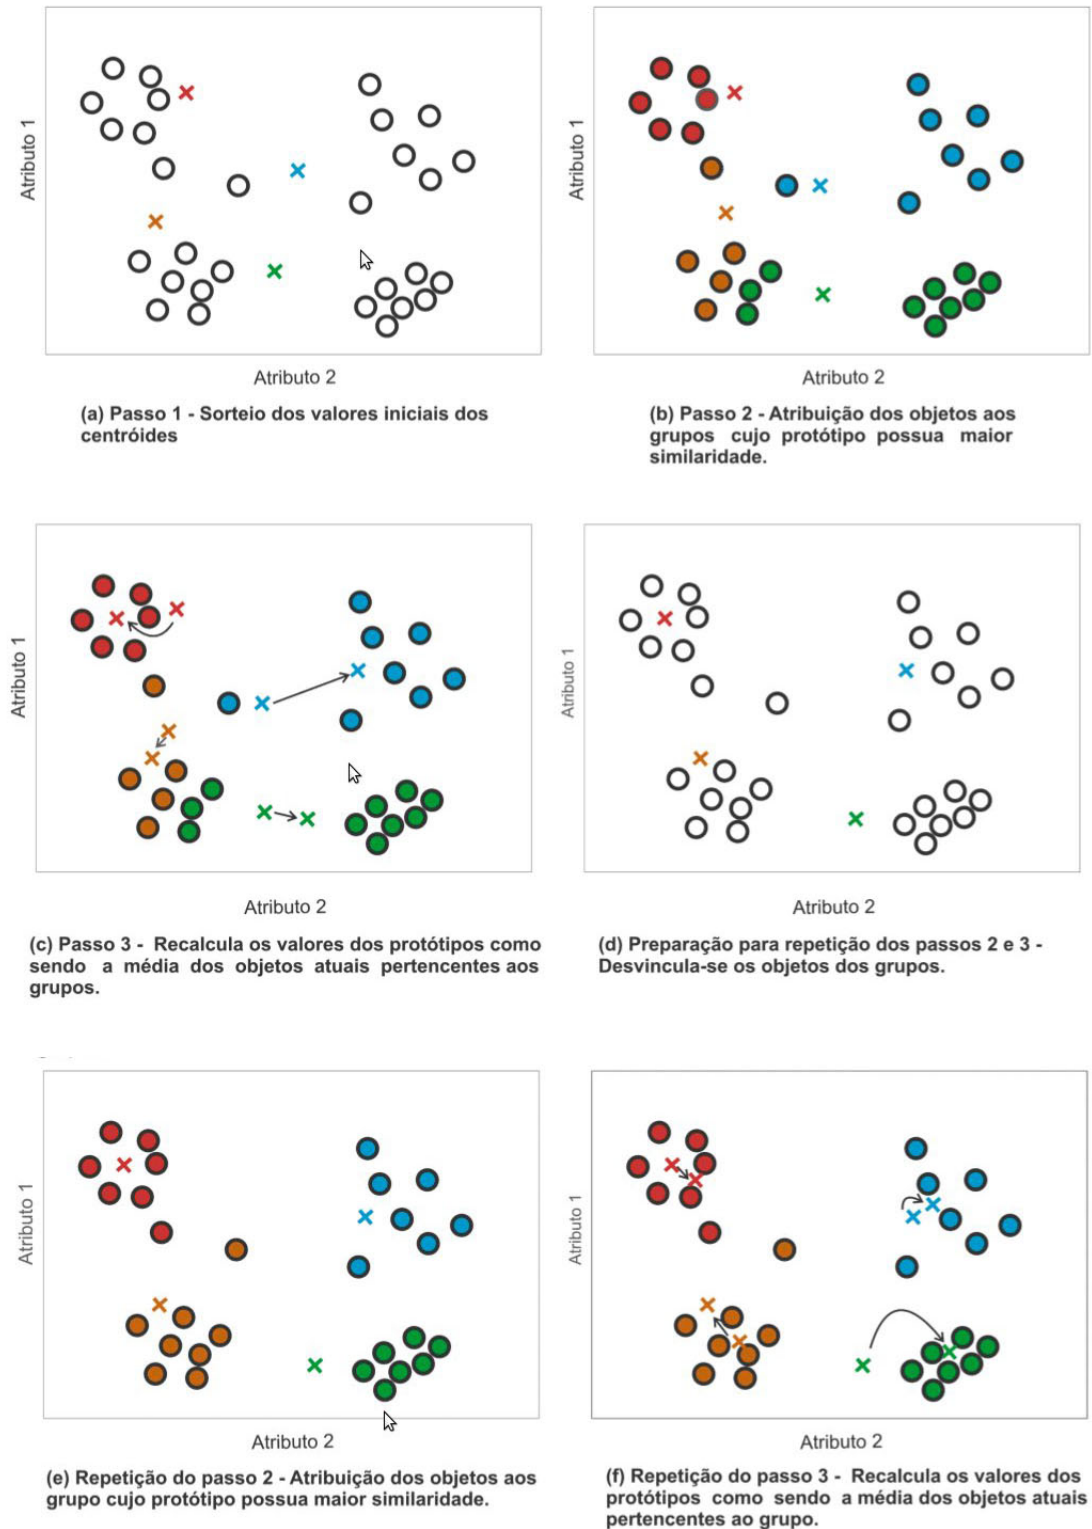 Atributo 1
Atributo 2
(a) Passo 1 - Sorteio dos valores iniciais dos
centróides
Atributo 1
Atributo 2
(b) Passo 2 - Atribuição dos objetos aos
grupos cujo protótipo possua maior
similaridade.
Atributo 1
Atributo 2
(c) Passo 3 - Recalcula os valores dos protótipos como
sendo a média dos objetos atuais pertencentes aos
grupos.
Atributo 1
Atributo 2
(d) Preparação para repetição dos passos 2 e 3 -
Desvincula-se os objetos dos grupos.
Atributo 1
Atributo 2
(e) Repetição do passo 2 - Atribuição dos objetos aos
grupo cujo protótipo possua maior similaridade.
Atributo 1
Atributo 2
(f) Repetição do passo 3 - Recalcula os valores dos
protótipos como sendo a média dos objetos atuais
pertencentes ao grupo.